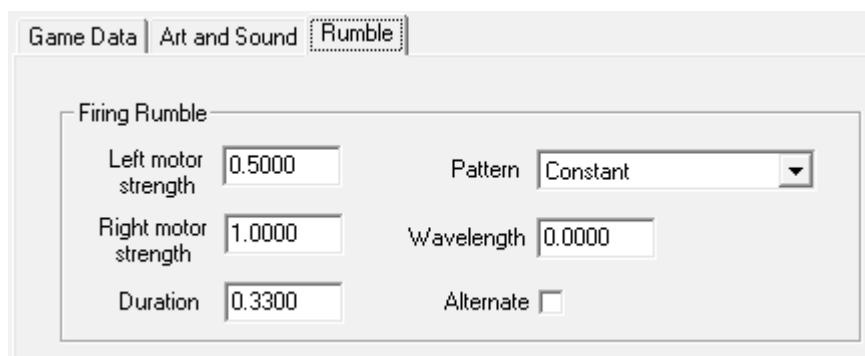 Game Data Art and Sound Rumble
Firing Rumble
Left motor
strength
0.5000
Pattern Constant
Right motor
strength
1.0000
Wavelength 0.0000
Duration 0.3300
Alternate